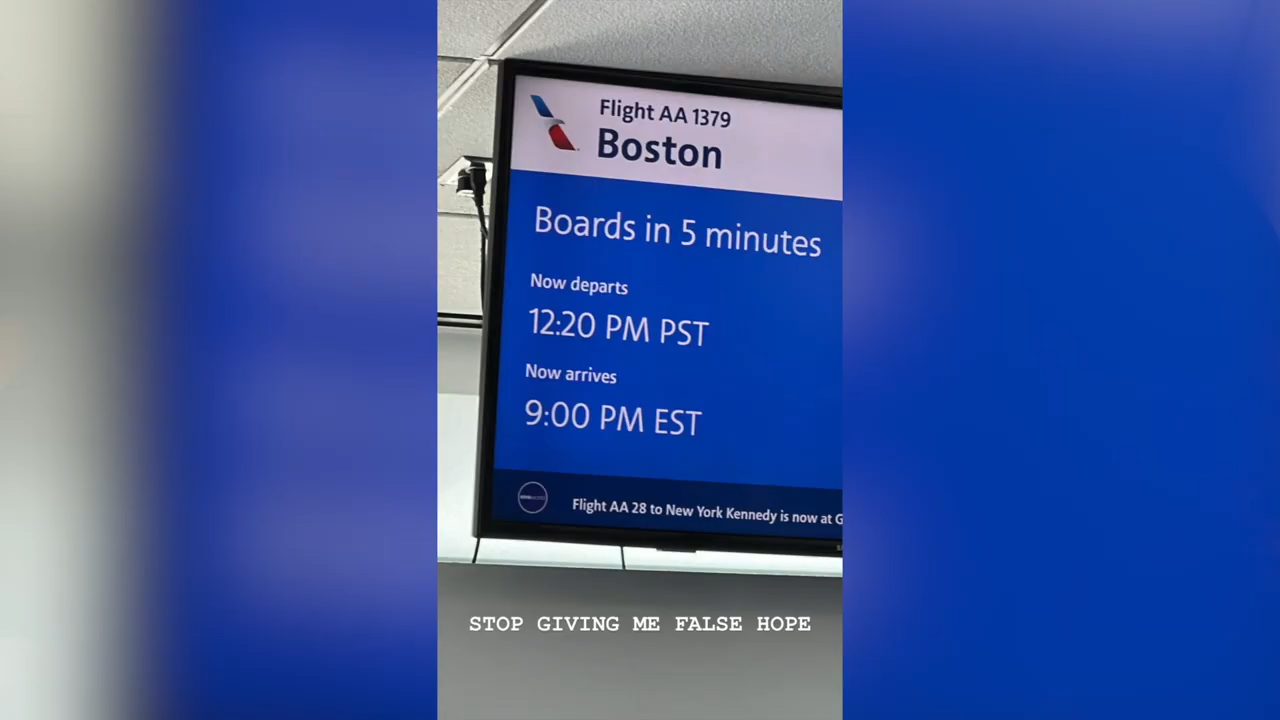 Flight AA 1379
Boston
Boards in 5 minutes
Now departs
12:20 PM PST
Now arrives
9:00 PM EST
Flight AA 28 to New York Kennedy is now at G
STOP GIVING ME FALSE HOPE